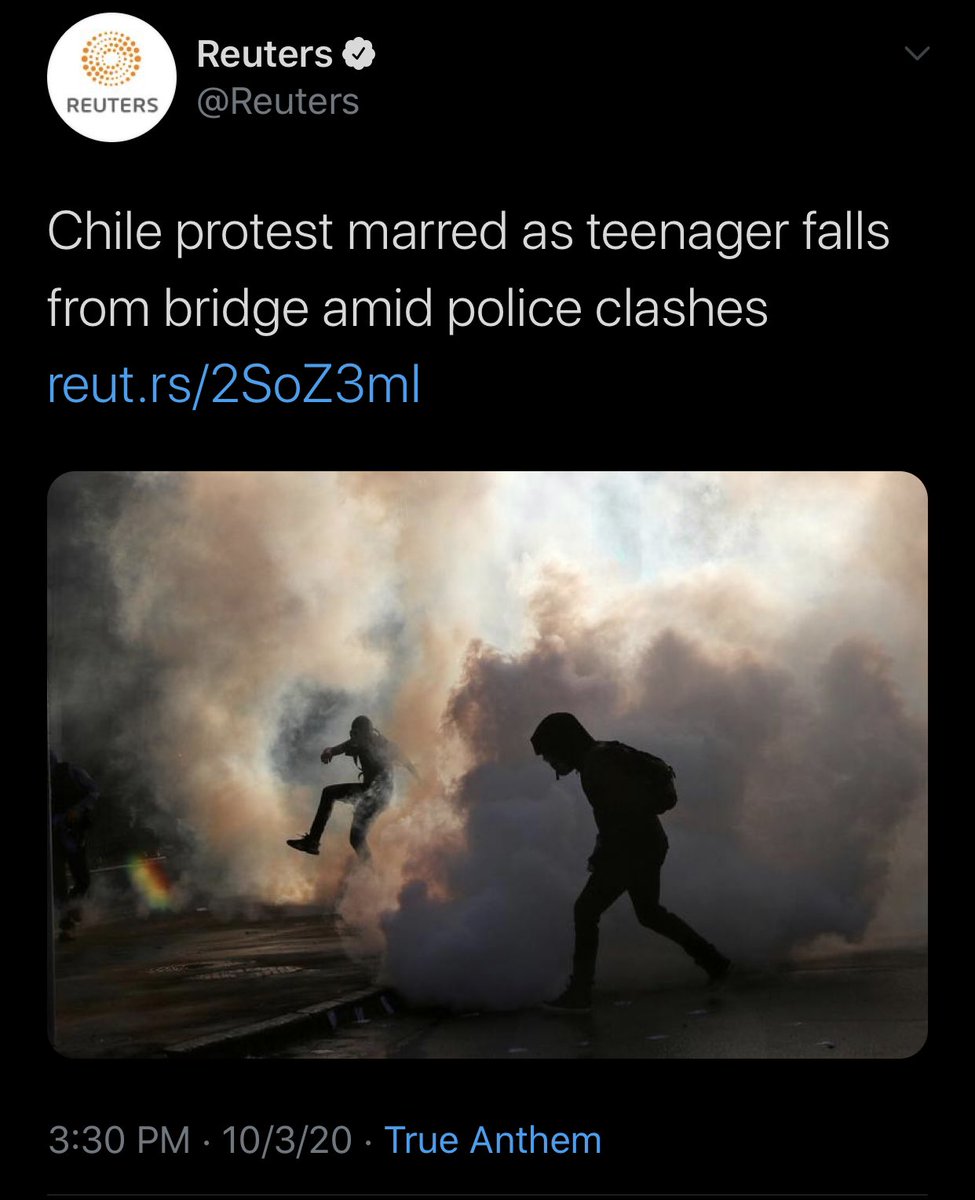 REUTERS
Reuters
@Reuters
Chile protest marred as teenager falls
from bridge amid police clashes
reut.rs/2SoZ3ml
3:30 PM · 10/3/20 · True Anthem